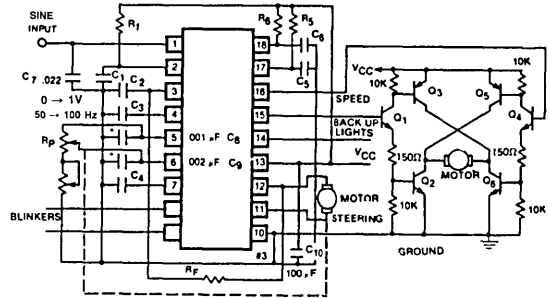 SINE
INPUT
R1
R6
R5
C6
C5
C7 .022
0 → 1V
50 → 100 Hz
C1
C2
C3
C4
RP
BLINKERS
1
2
3
4
5
6
7
001 µF C8
002 µF C9
18
17
16
15
14
13
12
11
10
#3
RF
C10
100 µF
SPEED
BACK UP
LIGHTS
VCC
MOTOR
STEERING
VCC
10K
Q3
Q5
10K
Q4
Q1
150Ω
150Ω
MOTOR
Q2
Q6
10K
10K
GROUND